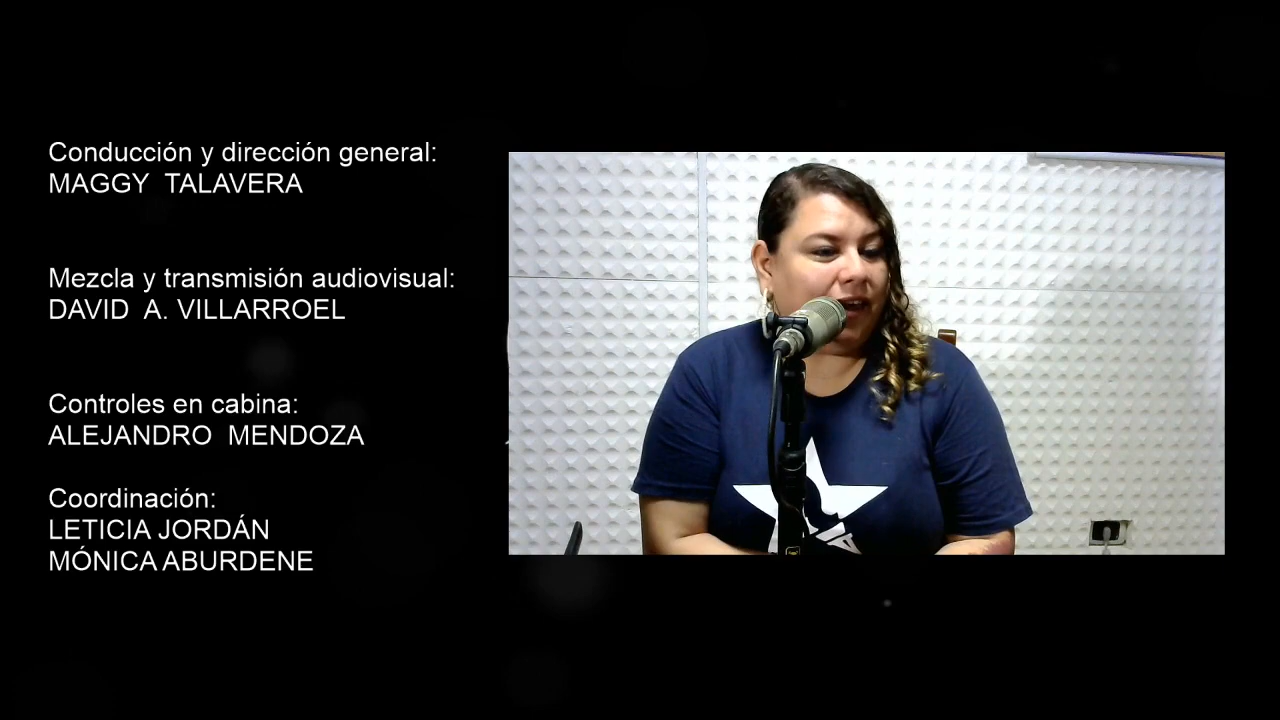 Conducción y dirección general:
MAGGY TALAVERA
Mezcla y transmisión audiovisual:
DAVID A. VILLARROEL
Controles en cabina:
ALEJANDRO MENDOZA
Coordinación:
LETICIA JORDÁN
MÓNICA ABURDENE